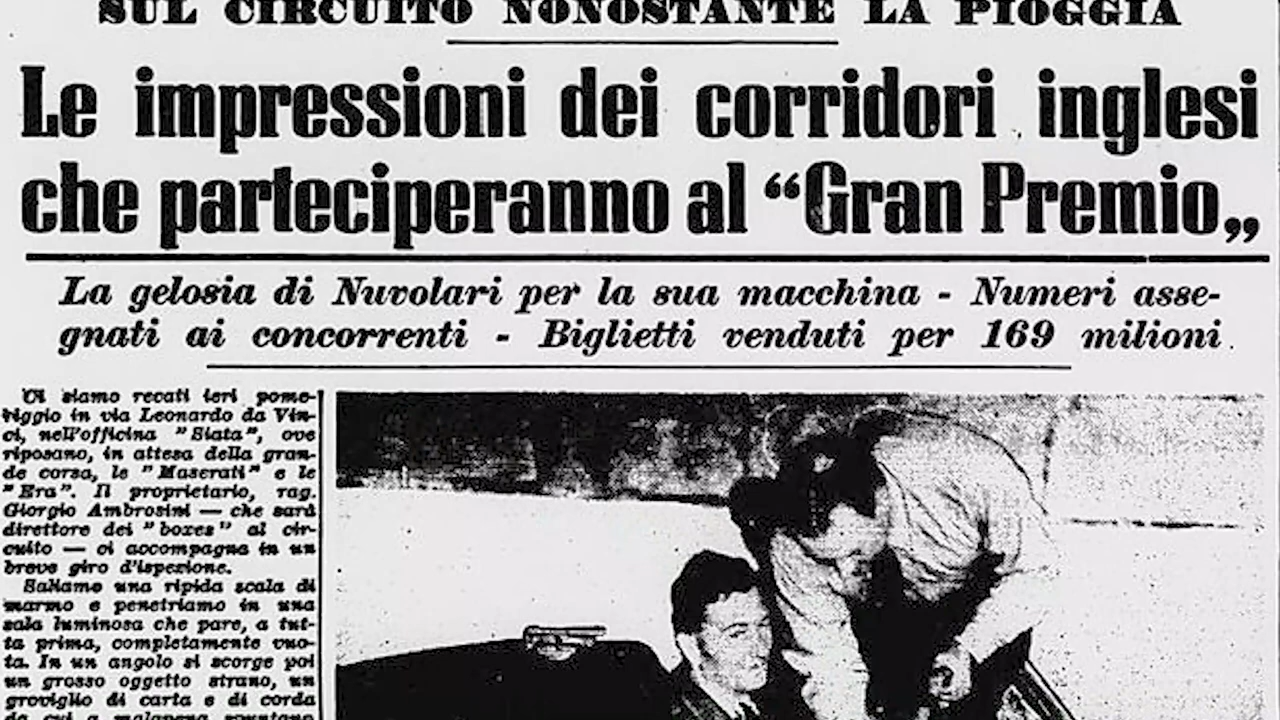 SUL CIRCUITO NONOSTANTE LA PIOGGIA
Le impressioni dei corridori inglesi
che parteciperanno al “Gran Premio„
La gelosia di Nuvolari per la sua macchina - Numeri asse-
gnati ai concorrenti - Biglietti venduti per 169 milioni.
Ci siamo recati ieri pome-
riggio in via Leonardo da Vin-
ci, nell'officina "Siata", ove
riposano, in attesa della gran-
de corsa, le "Maserati" e le
"Era". Il proprietario, rag.
Giorgio Ambrosini — che sarà
direttore dei "boxes" al cir-
cuito — ci accompagna in un
breve giro d'ispezione.
Saliamo una ripida scala di
marmo e penetriamo in una
sala luminosa che pare, a tut-
ta prima, completamente vuo-
ta. In un angolo si scorge poi
un grosso oggetto strano, un
groviglio di carta e di corda
da cui a malapena spuntano